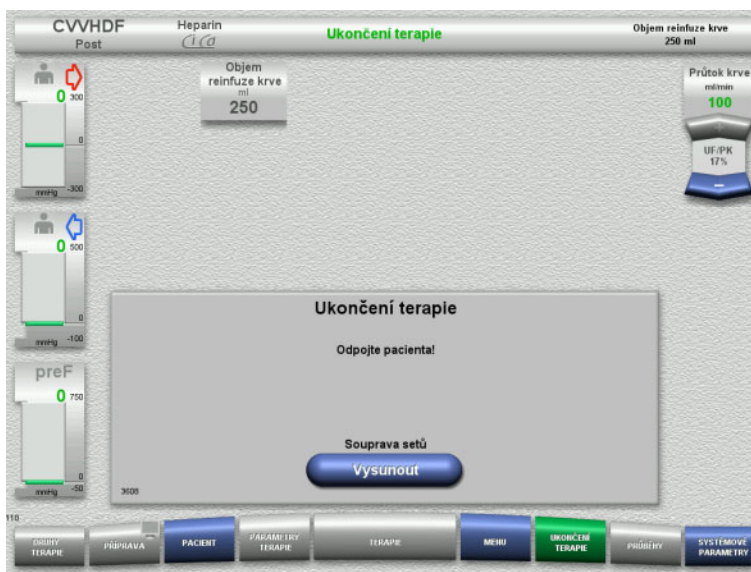 CVVHDF
Post
Heparin
Cica
Ukončení terapie
Objem reinfuze krve
250 ml
0
300
0
mmHg
-300
Objem
reinfuze krve
ml
250
Průtok krve
ml/min
100
+
UF/PK
17%
–
0
500
0
mmHg
-100
preF
0
750
0
mmHg
-50
Ukončení terapie
Odpojte pacienta!
Souprava setů
Vysunout
3608
110
DRUHY
TERAPIE
PŘÍPRAVA
PACIENT
PARAMETRY
TERAPIE
TERAPIE
MENU
UKONČENÍ
TERAPIE
PRŮBĚHY
SYSTÉMOVÉ
PARAMETRY